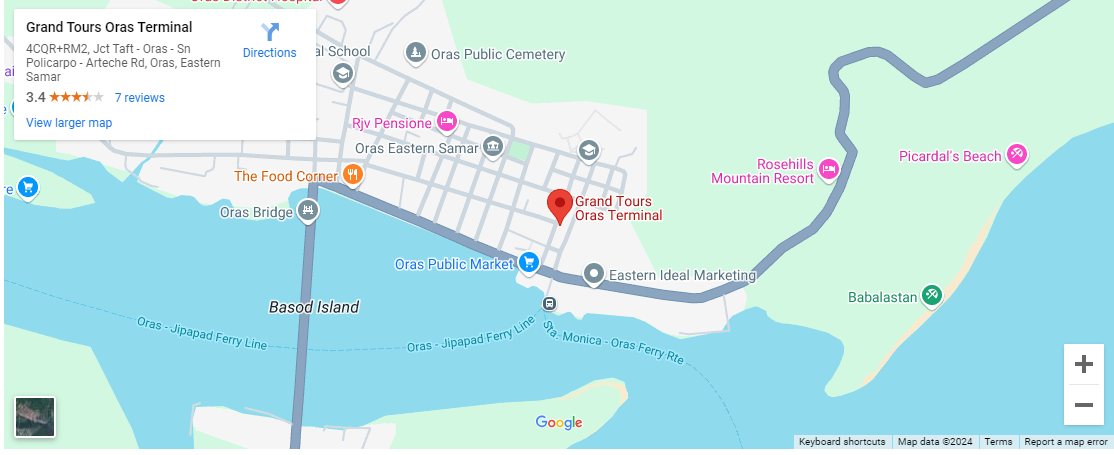 Oras District Hospital
Grand Tours Oras Terminal
4CQR+RM2, Jct Taft - Oras - Sn
Policarpo - Arteche Rd, Oras, Eastern
Samar
Directions
3.4
7 reviews
View larger map
al School
Oras Public Cemetery
Rjv Pensione
Oras Eastern Samar
The Food Corner
Oras Bridge
Grand Tours
Oras Terminal
Rosehills
Mountain Resort
Picardal's Beach
Oras Public Market
Eastern Ideal Marketing
Babalastan
Basod Island
Oras - Jipapad Ferry Line
Oras - Jipapad Ferry Line
Sta. Monica - Oras Ferry Rte
Google
Keyboard shortcuts
Map data ©2024
Terms
Report a map error